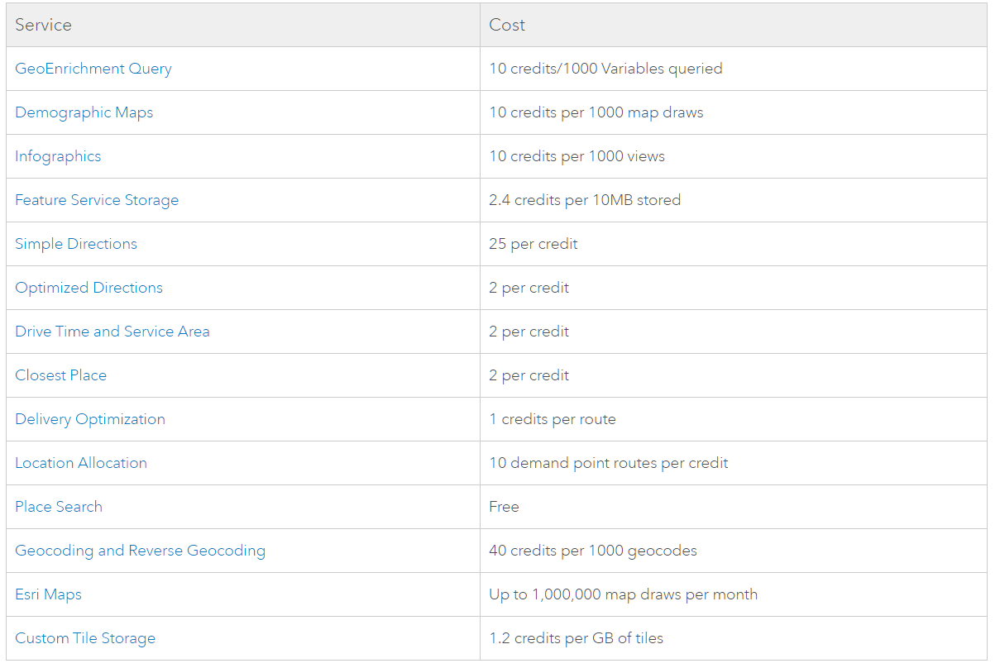 Service Cost
GeoEnrichment Query 10 credits/1000 Variables queried
Demographic Maps 10 credits per 1000 map draws
Infographics 10 credits per 1000 views
Feature Service Storage 2.4 credits per 10MB stored
Simple Directions 25 per credit
Optimized Directions 2 per credit
Drive Time and Service Area 2 per credit
Closest Place 2 per credit
Delivery Optimization 1 credits per route
Location Allocation 10 demand point routes per credit
Place Search Free
Geocoding and Reverse Geocoding 40 credits per 1000 geocodes
Esri Maps Up to 1,000,000 map draws per month
Custom Tile Storage 1.2 credits per GB of tiles